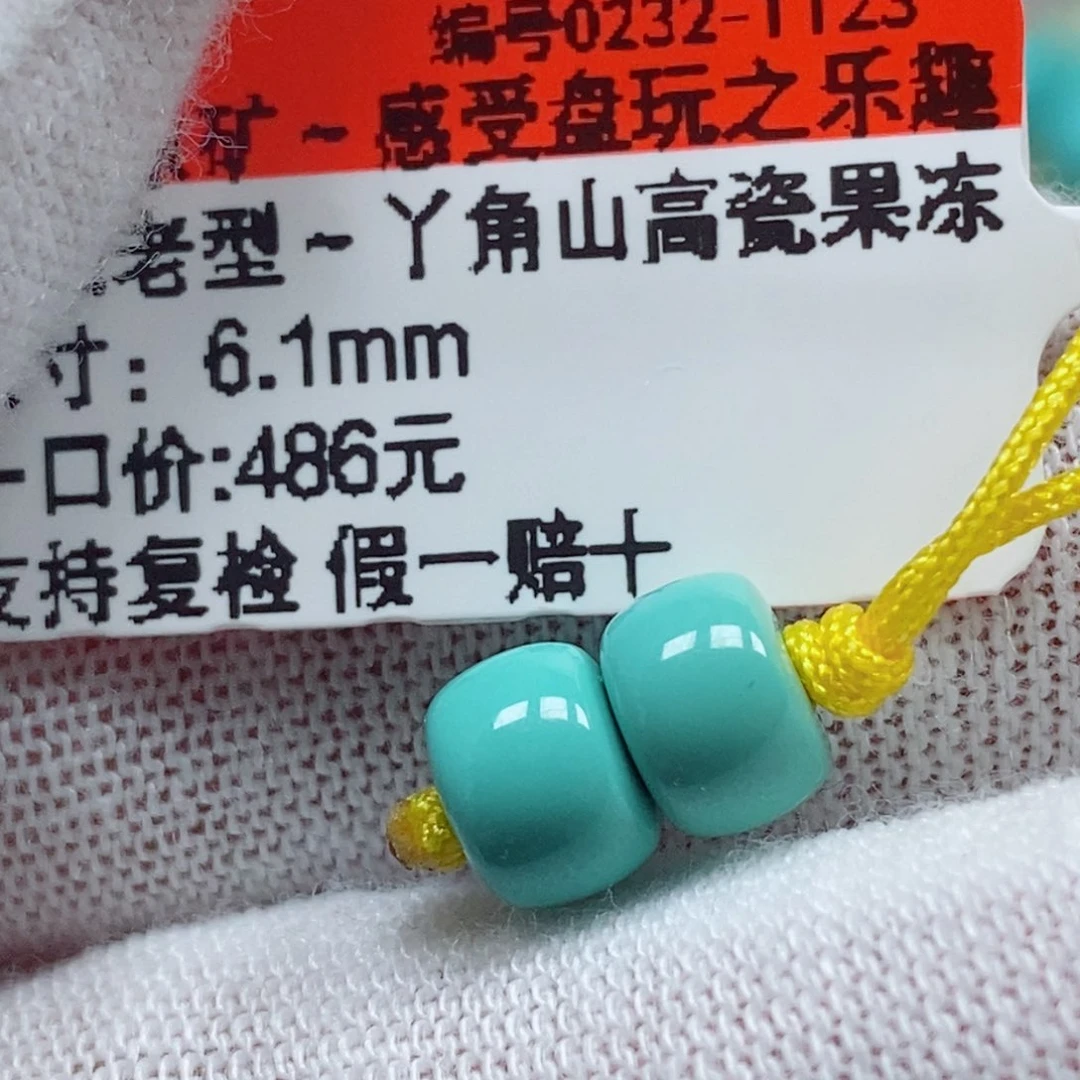 编号0232-1123
矿~感受盘玩之乐趣
老型~丫角山高瓷果冻
寸：6.1mm
一口价:486元
支持复检 假一赔十